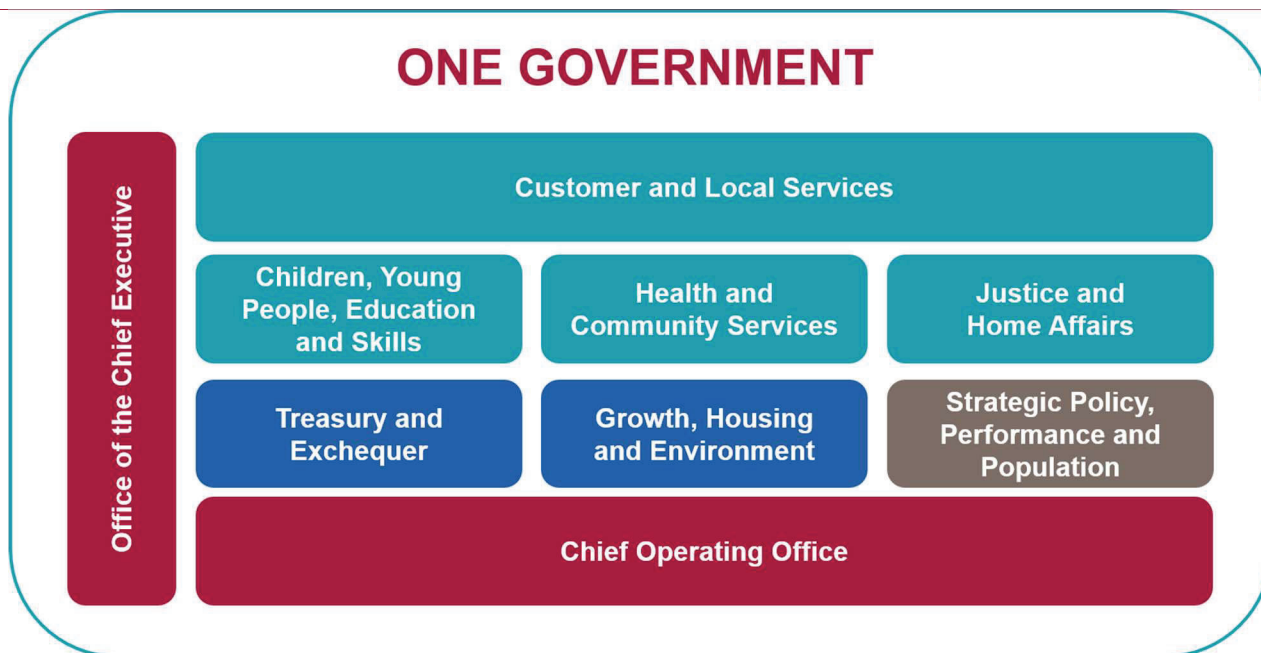 ONE GOVERNMENT
Office of the Chief Executive
Customer and Local Services
Children, Young
People, Education
and Skills
Health and
Community Services
Justice and
Home Affairs
Treasury and
Exchequer
Growth, Housing
and Environment
Strategic Policy,
Performance and
Population
Chief Operating Office